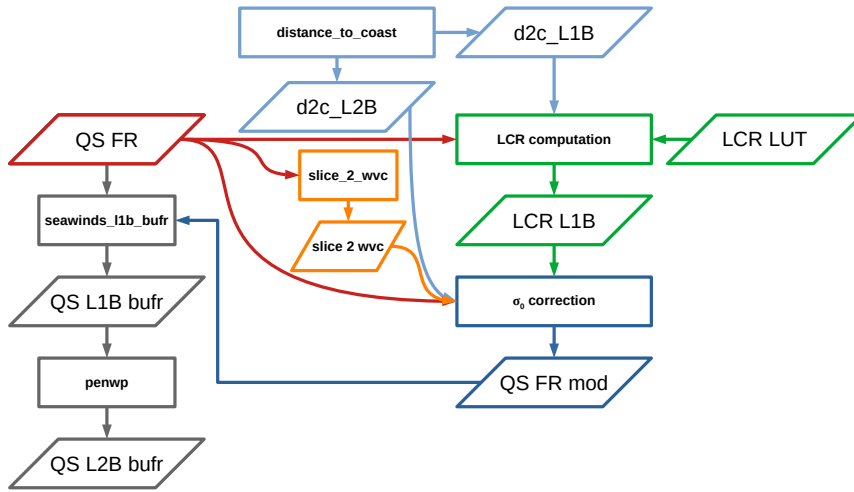 distance_to_coast
d2c_L1B
d2c_L2B
QS FR
LCR computation
LCR LUT
slice_2_wvc
seawinds_l1b_bufr
LCR L1B
slice 2 wvc
QS L1B bufr
σ₀ correction
penwp
QS FR mod
QS L2B bufr